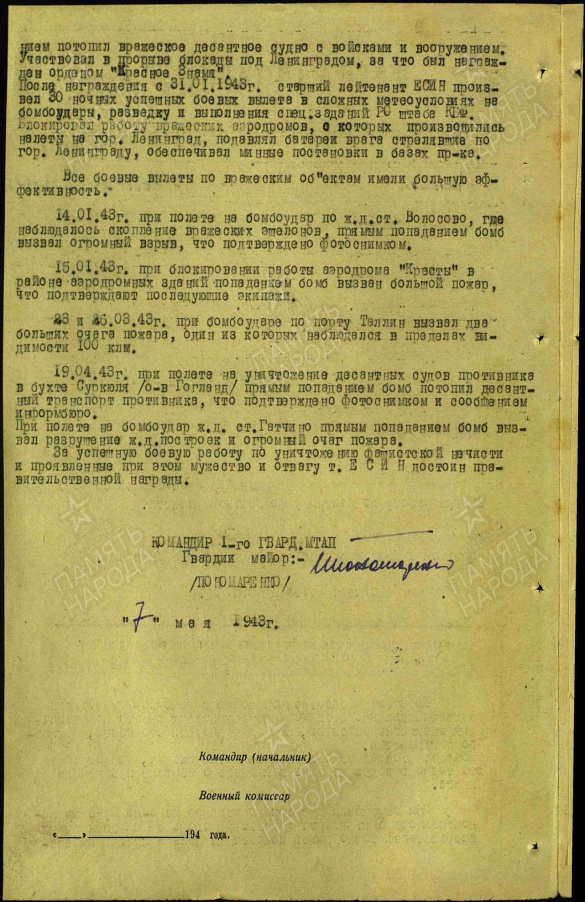 нием потопил вражеское десантное судно с войсками и вооружением.
Участвовал в прорыве блокады под Ленинградом, за что был награж-
ден орденом "Красное Знамя"
После награждения с 31.01.1943г. старший лейтенант ЕСИН произ-
вел 30 ночных успешных боевых вылета в сложных метеоусловиях на
бомбоудары, разведку и выполнения спец.заданий РО штаба КБФ.
Блокировал работу вражеских аэродромов, с которых производились
налеты на гор. Ленинград, подавлял батареи врага стрелявшие по
гор. Ленинграду, обеспечивал минные постановки в базах пр-ка.
Все боевые вылеты по вражеским об"ектам имели большую эф-
фективность.
14.01.43г. при полете на бомбоудар по ж.д.ст. Волосово, где
наблюдалось скопление вражеских эшелонов, прямым попаданием бомб
вызвал огромный взрыв, что подтверждено фотоснимком.
15.01.43г. при блокировании работы аэродрома "Кресты" в
районе аэродромных зданий попаданием бомб вызван большой пожар,
что подтверждают последующие экипажи.
23 и 26.03.43г. при бомбоударе по порту Таллин вызвал два
больших очага пожара, один из которых наблюдался в пределах ви-
димости 100 клм.
19.04.43г. при полете на уничтожение десантных судов противника
в бухте Суркюля /о-в Гогланд/ прямым попаданием бомб потопил десант-
ный транспорт противника, что подтверждено фотоснимком и сообщением
информбюро.
При полете на бомбоудар ж.д. ст.Гатчино прямым попаданием бомб выз-
вал разрушение ж.д.построек и огромный очаг пожара.
За успешную боевую работу по уничтожению фашистской нечисти
и проявленные при этом мужество и отвагу т. ЕСИН достоин пра-
вительственной награды.
КОМАНДИР I-го ГВАРД.МТАП
Гвардии майор:-
/ПОНОМАРЕНКО/
"7" мая 1943г.
Командир (начальник)
Военный комиссар
«___»____________194 года.
ПАМЯТЬ НАРОДА